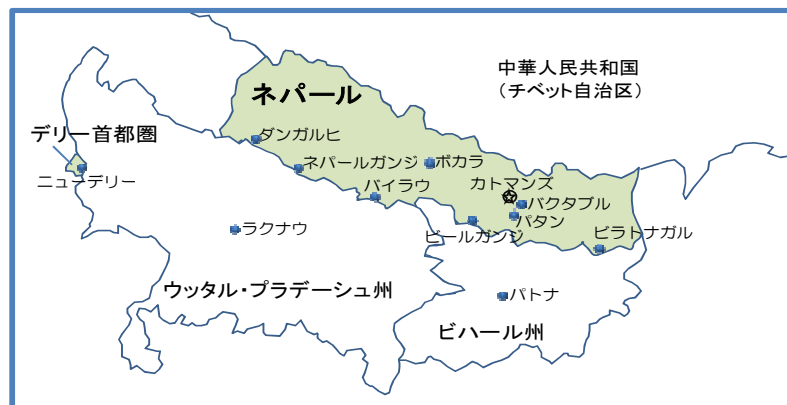 中華人民共和国
（チベット自治区）
ネパール
デリー首都圏
ダンガルヒ
ネパールガンジ
ポカラ
ニューデリー
カトマンズ
バイラウ
バクタプル
パタン
ラクナウ
ビールガンジ
ビラトナガル
ウッタル・プラデーシュ州
パトナ
ビハール州